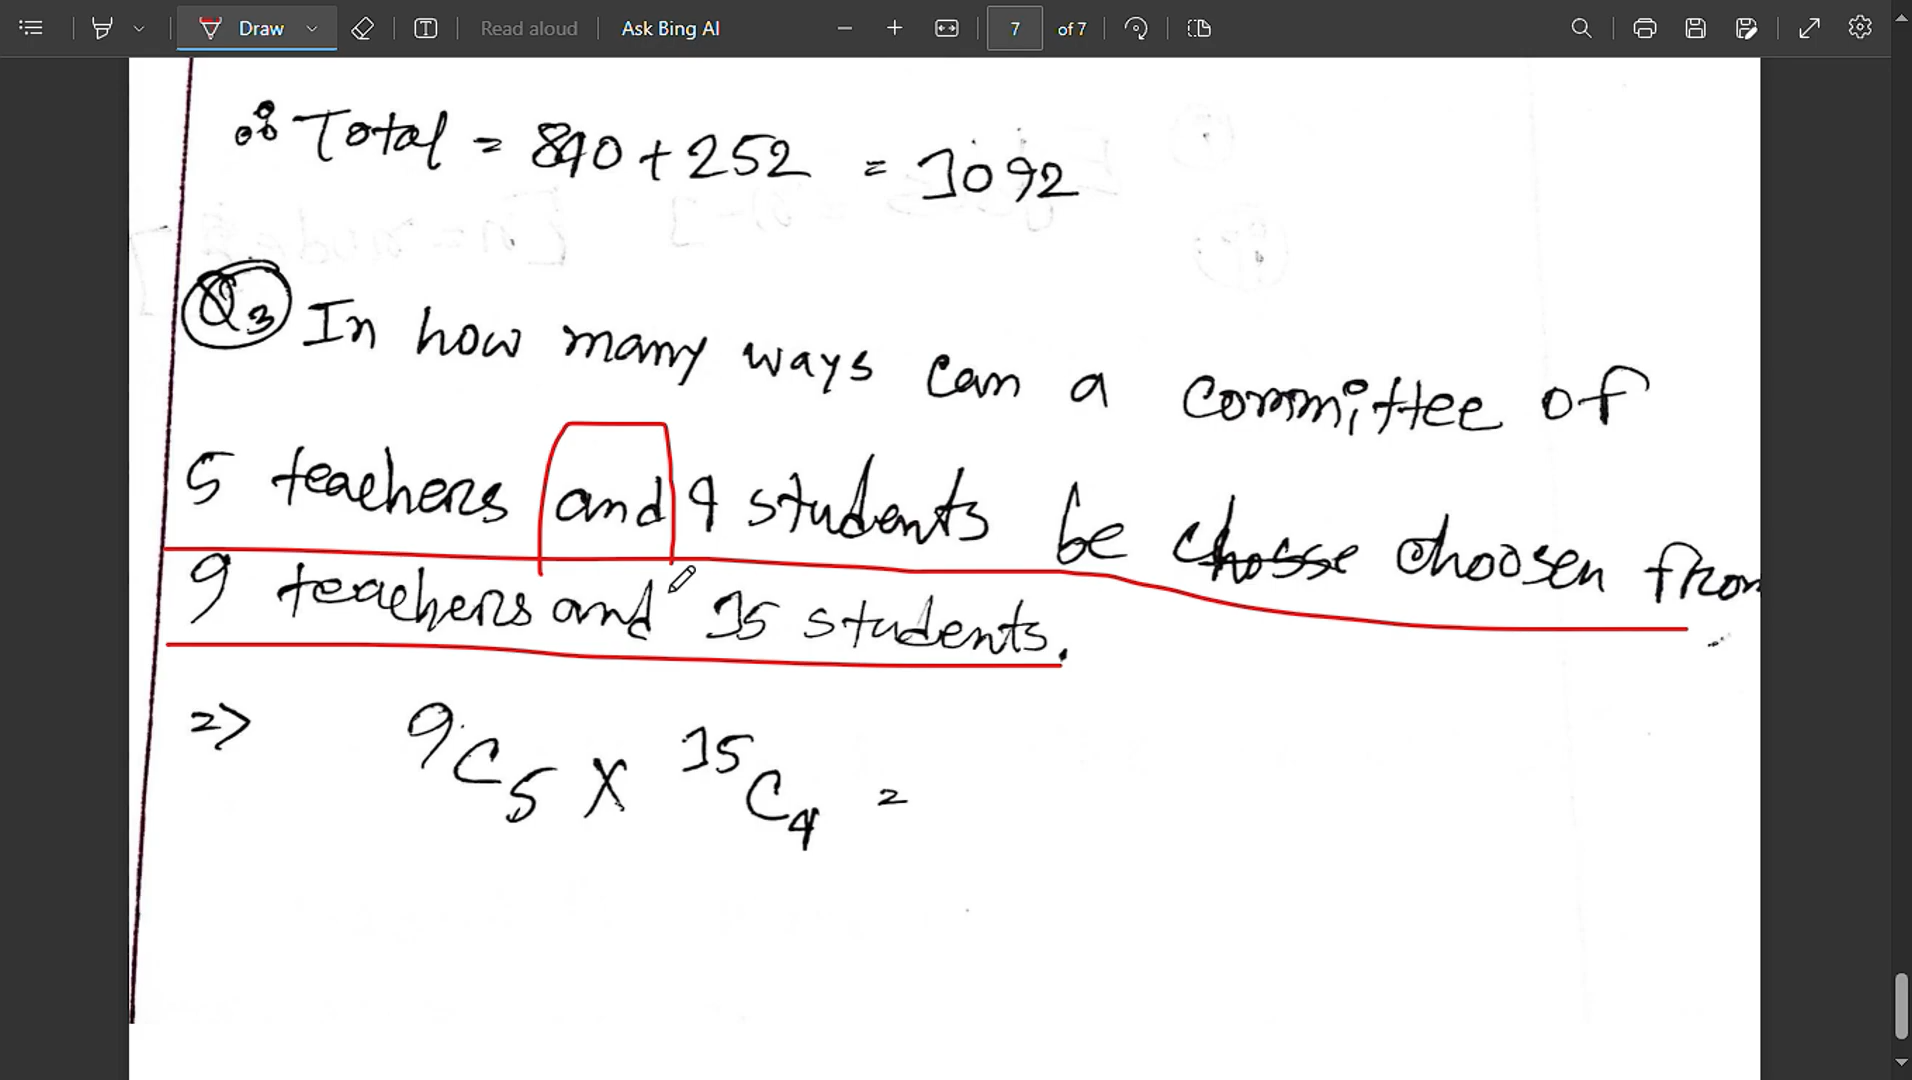 Draw
Read aloud
Ask Bing AI
7
of 7
∴ Total = 840 + 252 = 1092
Q3 In how many ways can a committee of
5 teachers and 4 students be chosse choosen from
9 teachers and 15 students.
=> ⁹C₅ X ¹⁵C₄ =